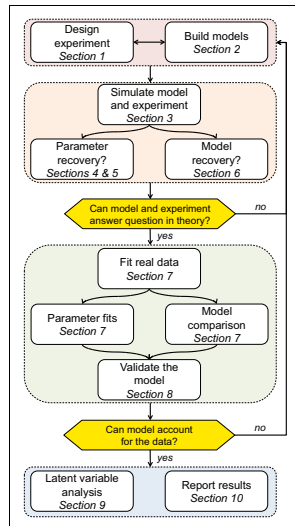 Design
experiment
Section 1
Build models
Section 2
Simulate model
and experiment
Section 3
Parameter
recovery?
Sections 4 & 5
Model
recovery?
Section 6
Can model and experiment
answer question in theory?
no
yes
Fit real data
Section 7
Parameter fits
Section 7
Model
comparison
Section 7
Validate the
model
Section 8
Can model account
for the data?
no
yes
Latent variable
analysis
Section 9
Report results
Section 10